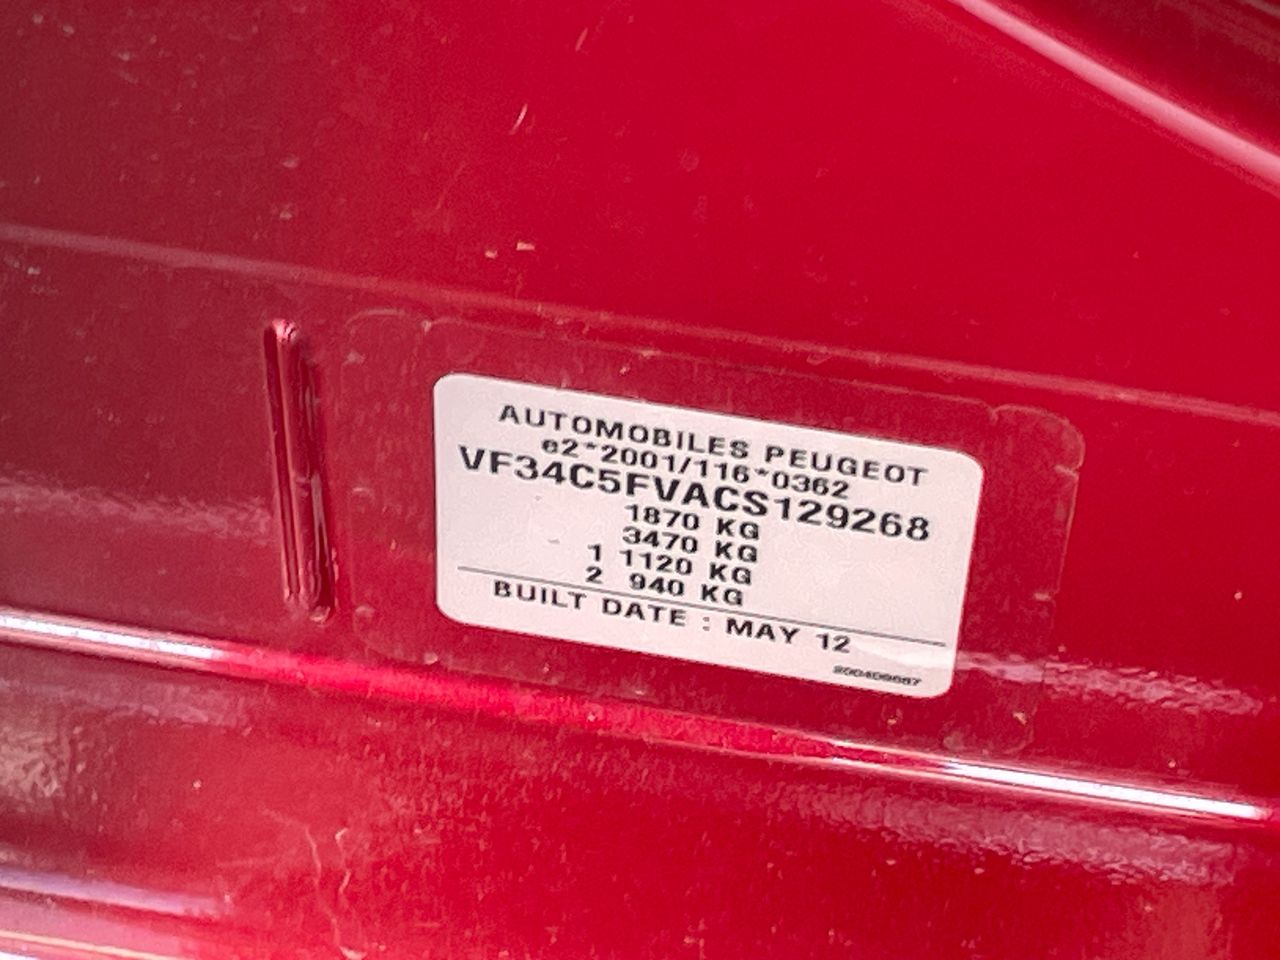 AUTOMOBILES PEUGEOT
e2*2001/116*0362
VF34C5FVACS129268
1870 KG
3470 KG
1 1120 KG
2 940 KG
BUILT DATE : MAY 12